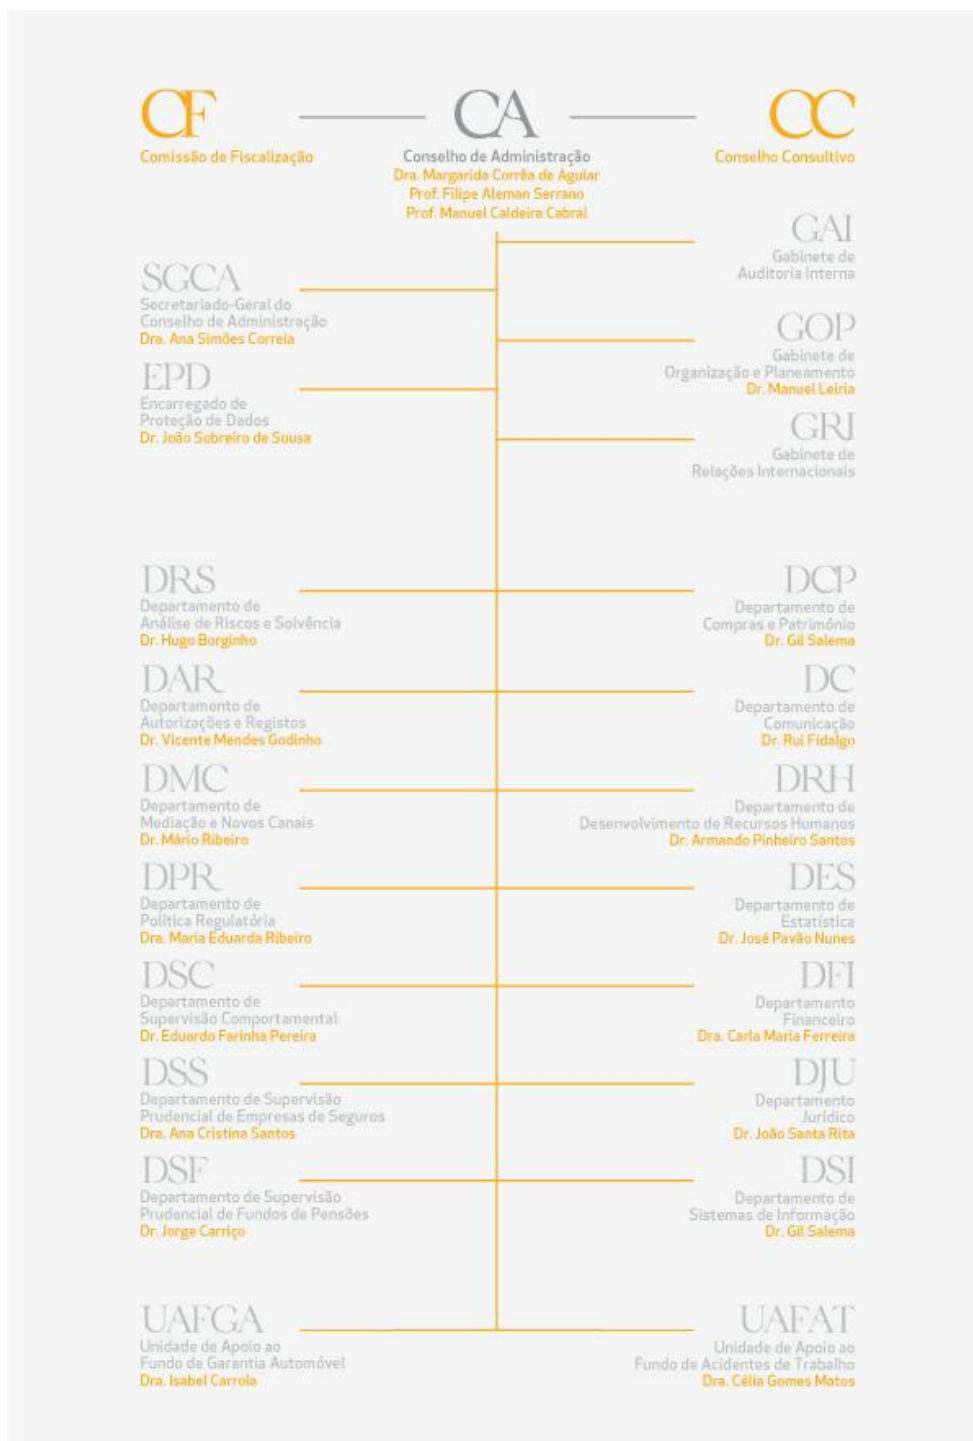 CF
Comissão de Fiscalização
CA
Conselho de Administração
Dra. Margarida Corrêa de Aguiar
Prof. Filipe Aleman Serrano
Prof. Manuel Caldeira Cabral
CC
Conselho Consultivo
GAI
Gabinete de
Auditoria Interna
SGCA
Secretariado-Geral do
Conselho de Administração
Dra. Ana Simões Correia
GOP
Gabinete de
Organização e Planeamento
Dr. Manuel Leiria
EPD
Encarregado de
Proteção de Dados
Dr. João Sobreiro de Sousa
GRI
Gabinete de
Relações Internacionais
DRS
Departamento de
Análise de Riscos e Solvência
Dr. Hugo Borginho
DCP
Departamento de
Compras e Património
Dr. Gil Salema
DAR
Departamento de
Autorizações e Registos
Dr. Vicente Mendes Godinho
DC
Departamento de
Comunicação
Dr. Rui Fidalgo
DMC
Departamento de
Mediação e Novos Canais
Dr. Mário Ribeiro
DRH
Departamento de
Desenvolvimento de Recursos Humanos
Dr. Armando Pinheiro Santos
DPR
Departamento de
Política Regulatória
Dra. Maria Eduarda Ribeiro
DES
Departamento de
Estatística
Dr. José Pavão Nunes
DSC
Departamento de
Supervisão Comportamental
Dr. Eduardo Farinha Pereira
DFI
Departamento
Financeiro
Dra. Carla Maria Ferreira
DSS
Departamento de Supervisão
Prudencial de Empresas de Seguros
Dra. Ana Cristina Santos
DJU
Departamento
Jurídico
Dr. João Santa Rita
DSF
Departamento de Supervisão
Prudencial de Fundos de Pensões
Dr. Jorge Carriço
DSI
Departamento de
Sistemas de Informação
Dr. Gil Salema
UAFGA
Unidade de Apoio ao
Fundo de Garantia Automóvel
Dra. Isabel Carrola
UAFAT
Unidade de Apoio ao
Fundo de Acidentes de Trabalho
Dra. Célia Gomes Matos